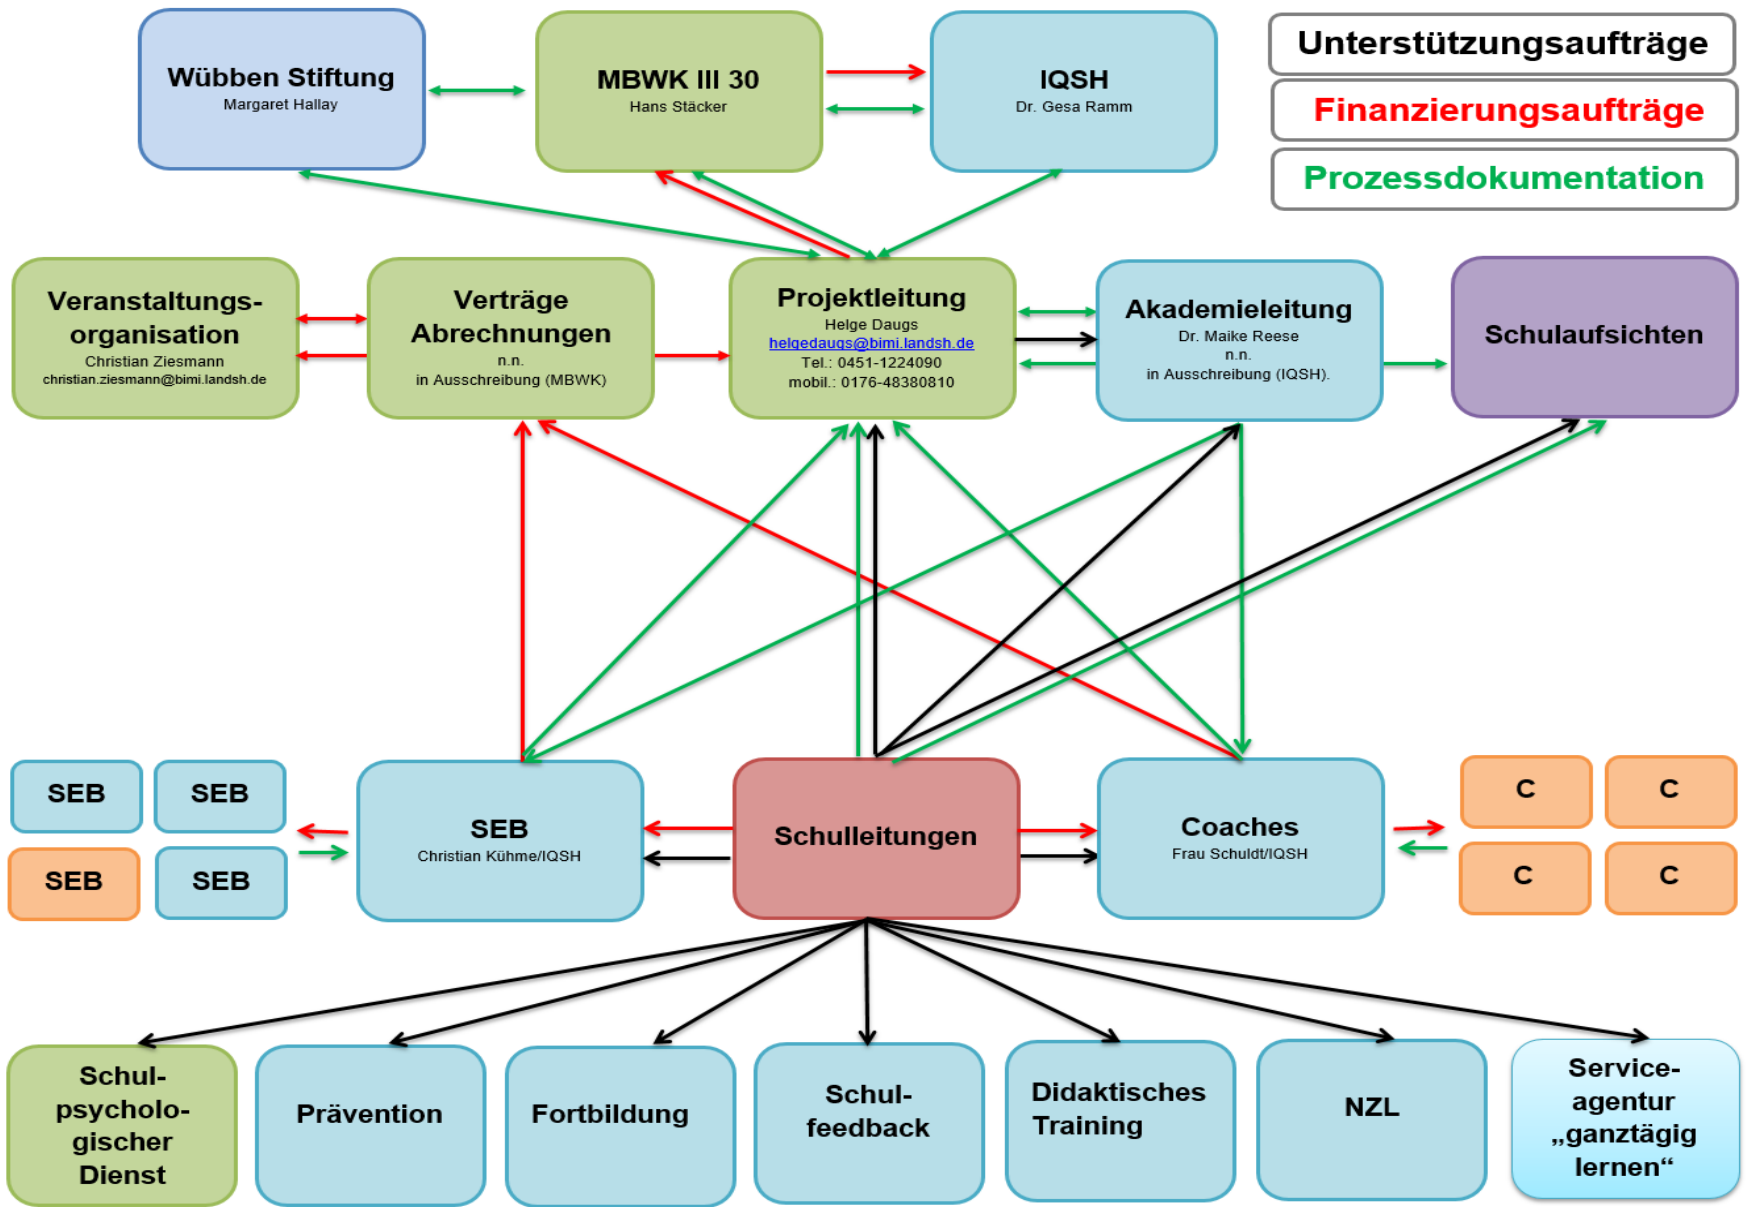 Wübben Stiftung
Margaret Hallay
MBWK III 30
Hans Stäcker
IQSH
Dr. Gesa Ramm
Unterstützungsaufträge
Finanzierungsaufträge
Prozessdokumentation
Veranstaltungs-
organisation
Christian Ziesmann
christian.ziesmann@bimi.landsh.de
Verträge
Abrechnungen
n.n.
in Ausschreibung (MBWK)
Projektleitung
Helge Daugs
helgedaugs@bimi.landsh.de
Tel.: 0451-1224090
mobil.: 0176-48380810
Akademieleitung
Dr. Maike Reese
n.n.
in Ausschreibung (IQSH).
Schulaufsichten
SEB
SEB
SEB
SEB
SEB
Christian Kühme/IQSH
Schulleitungen
Coaches
Frau Schuldt/IQSH
C
C
C
C
Schul-
psycholo-
gischer
Dienst
Prävention
Fortbildung
Schul-
feedback
Didaktisches
Training
NZL
Service-
agentur
„ganztägig
lernen“